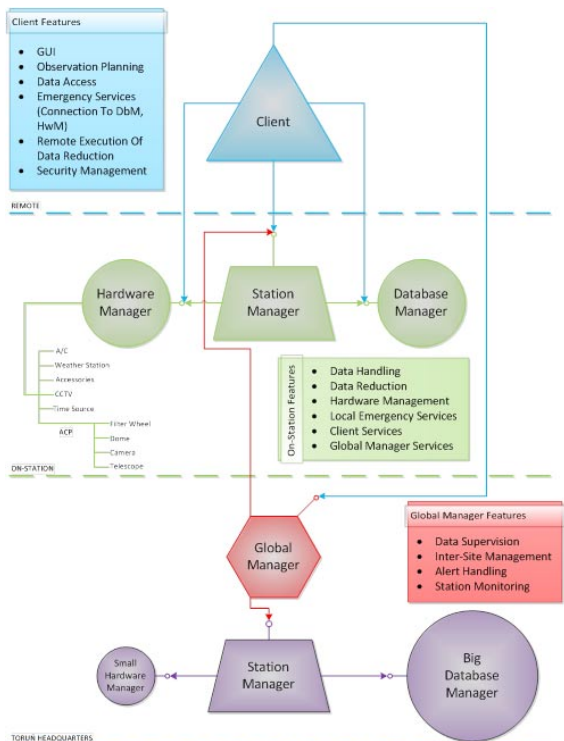 Client Features
GUI
Observation Planning
Data Access
Emergency Services
(Connection To DbM,
HwM)
Remote Execution Of
Data Reduction
Security Management
Client
REMOTE
Hardware
Manager
Station
Manager
Database
Manager
A/C
Weather Station
Accessories
CCTV
Time Source
ACP
Filter Wheel
Dome
Camera
Telescope
On-Station Features
Data Handling
Data Reduction
Hardware Management
Local Emergency Services
Client Services
Global Manager Services
ON-STATION
Global
Manager
Global Manager Features
Data Supervision
Inter-Site Management
Alert Handling
Station Monitoring
Small
Hardware
Manager
Station
Manager
Big
Database
Manager
TORUŃ HEADQUARTERS